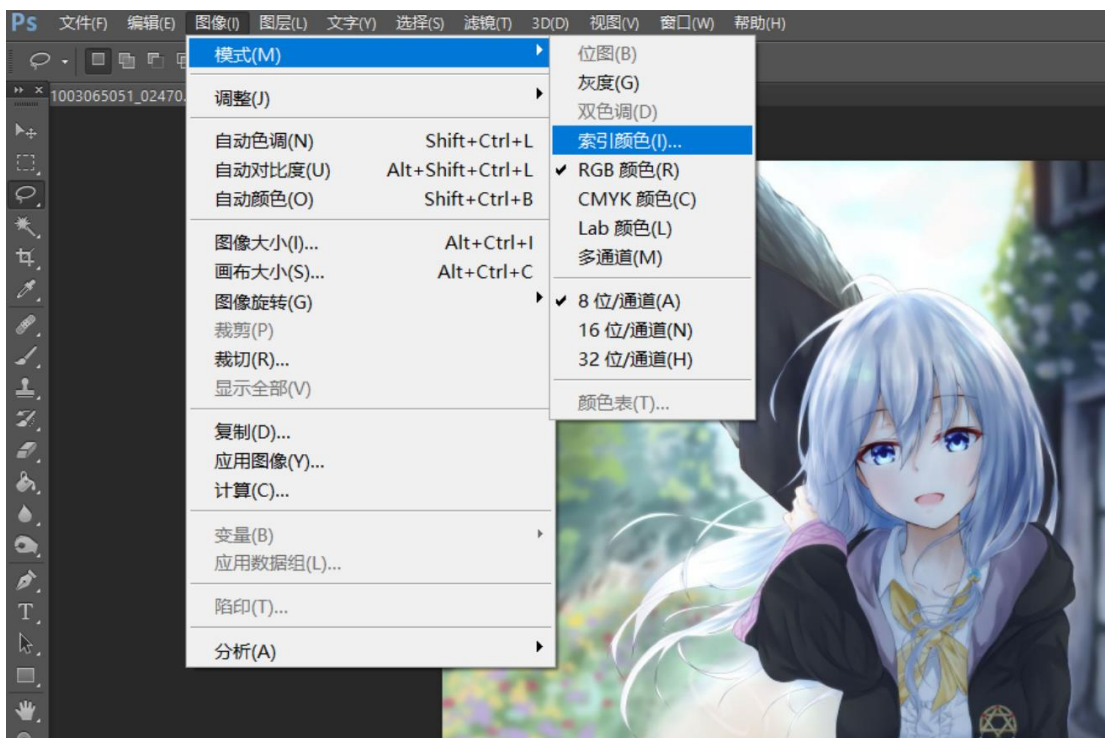 Ps 文件(F) 编辑(E) 图像(I) 图层(L) 文字(Y) 选择(S) 滤镜(T) 3D(D) 视图(V) 窗口(W) 帮助(H)
1003065051_02470.
模式(M)
调整(J)
自动色调(N) Shift+Ctrl+L
自动对比度(U) Alt+Shift+Ctrl+L
自动颜色(O) Shift+Ctrl+B
图像大小(I)... Alt+Ctrl+I
画布大小(S)... Alt+Ctrl+C
图像旋转(G)
裁剪(P)
裁切(R)...
显示全部(V)
复制(D)...
应用图像(Y)...
计算(C)...
变量(B)
应用数据组(L)...
陷印(T)...
分析(A)
位图(B)
灰度(G)
双色调(D)
索引颜色(I)...
RGB 颜色(R)
CMYK 颜色(C)
Lab 颜色(L)
多通道(M)
8 位/通道(A)
16 位/通道(N)
32 位/通道(H)
颜色表(T)...